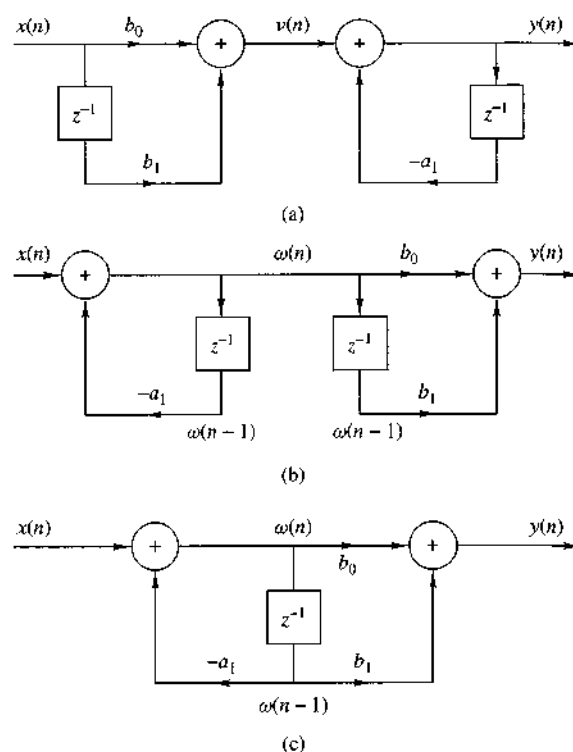 x(n) b₀ + v(n) + y(n)
z⁻¹ z⁻¹
b₁ −a₁
(a)
x(n) + ω(n) b₀ + y(n)
z⁻¹ z⁻¹
−a₁ b₁
ω(n − 1) ω(n − 1)
(b)
x(n) + ω(n) + y(n)
b₀
z⁻¹
−a₁ b₁
ω(n − 1)
(c)